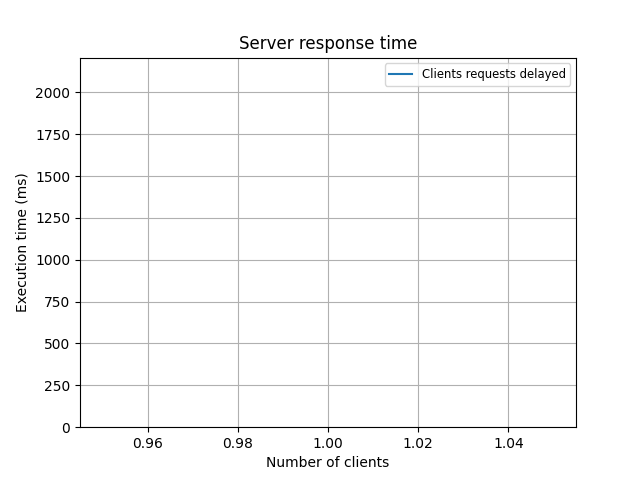 Server response time
Clients requests delayed
Execution time (ms)
2000
1750
1500
1250
1000
750
500
250
0
0.96 0.98 1.00 1.02 1.04
Number of clients